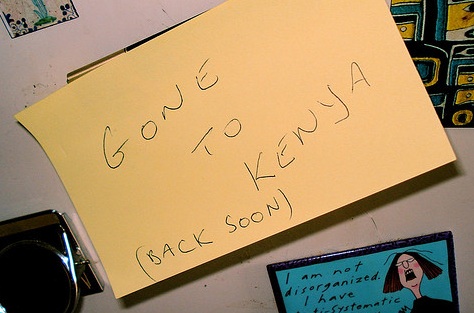 GONE
TO
KENYA
(BACK SOON)
I am not
disorganized.
I have